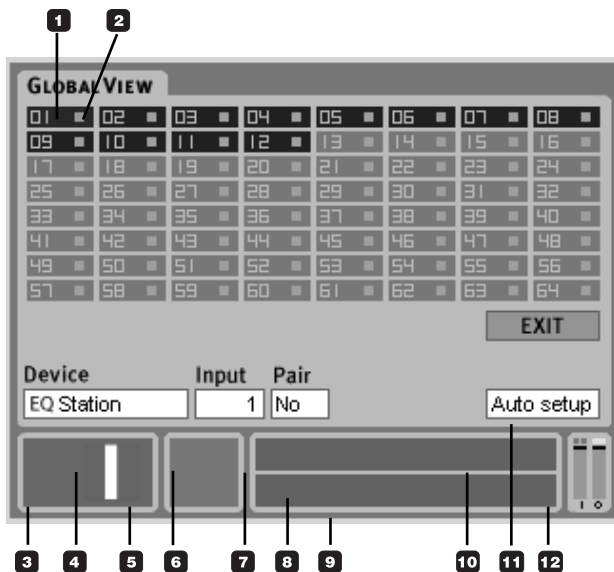 1 2
GLOBAL VIEW
01 02 03 04 05 06 07 08
09 10 11 12 13 14 15 16
17 18 19 20 21 22 23 24
25 26 27 28 29 30 31 32
33 34 35 36 37 38 39 40
41 42 43 44 45 46 47 48
49 50 51 52 53 54 55 56
57 58 59 60 61 62 63 64
EXIT
Device Input Pair
EQ Station 1 No Auto setup
I O
3 4 5 6 7 8 9 10 11 12